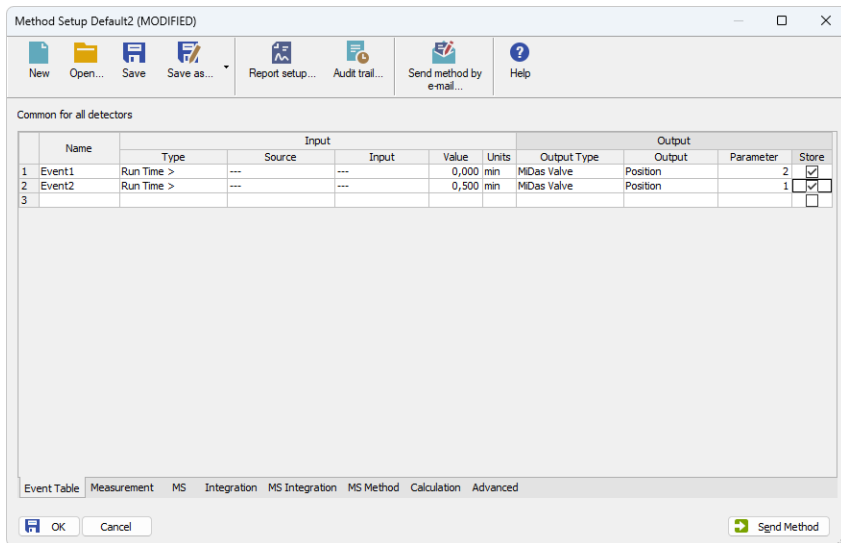 Method Setup Default2 (MODIFIED)
New Open... Save Save as... Report setup... Audit trail... Send method by e-mail... Help
Common for all detectors
Name Input Output
Type Source Input Value Units Output Type Output Parameter Store
1 Event1 Run Time > --- --- 0,000 min MiDas Valve Position 2
2 Event2 Run Time > --- --- 0,500 min MiDas Valve Position 1
3
Event Table Measurement MS Integration MS Integration MS Method Calculation Advanced
OK Cancel Send Method